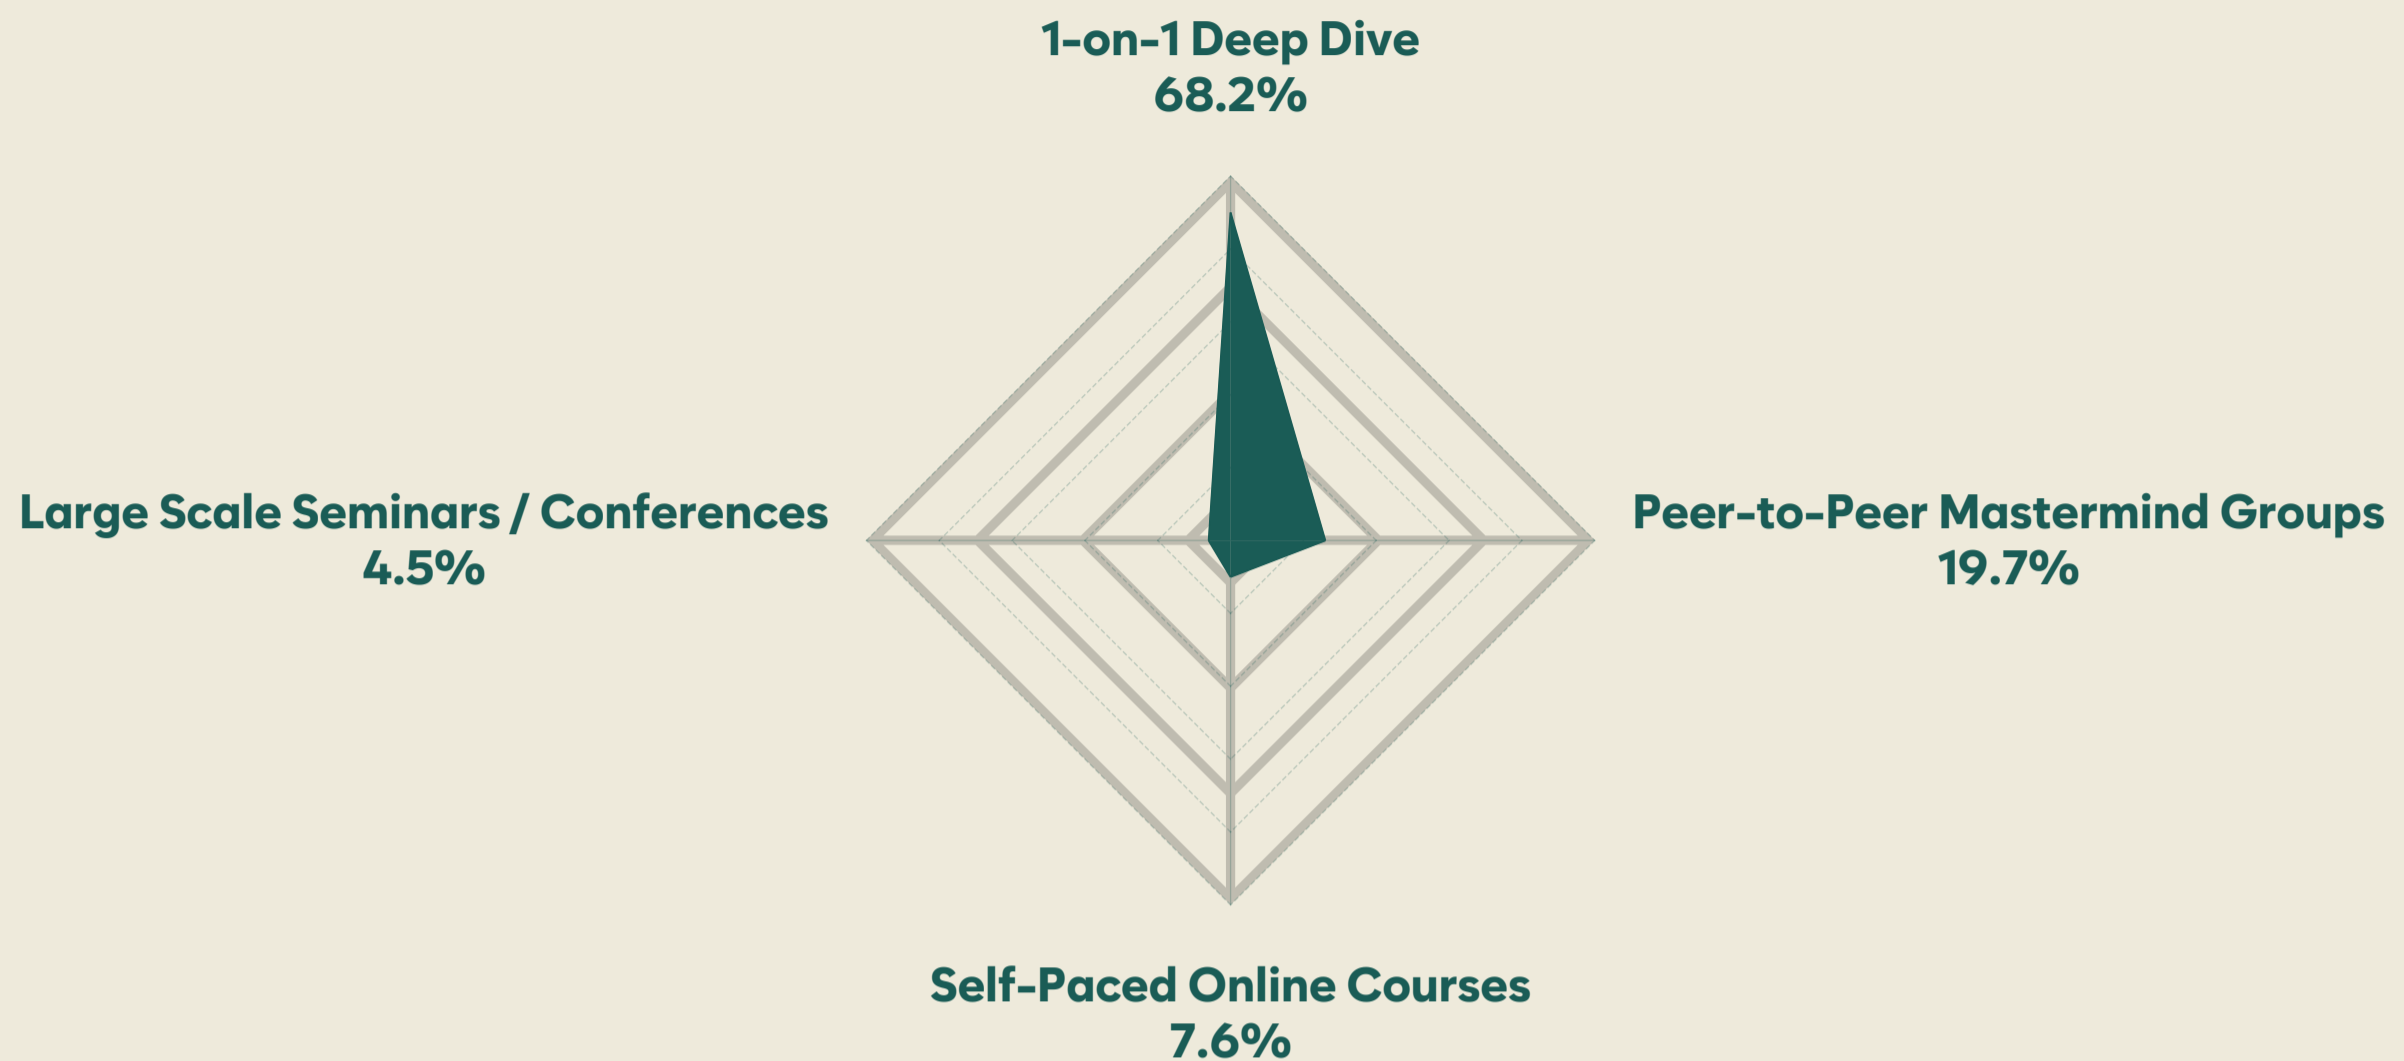 1-on-1 Deep Dive
68.2%
Large Scale Seminars / Conferences
4.5%
Peer-to-Peer Mastermind Groups
19.7%
Self-Paced Online Courses
7.6%